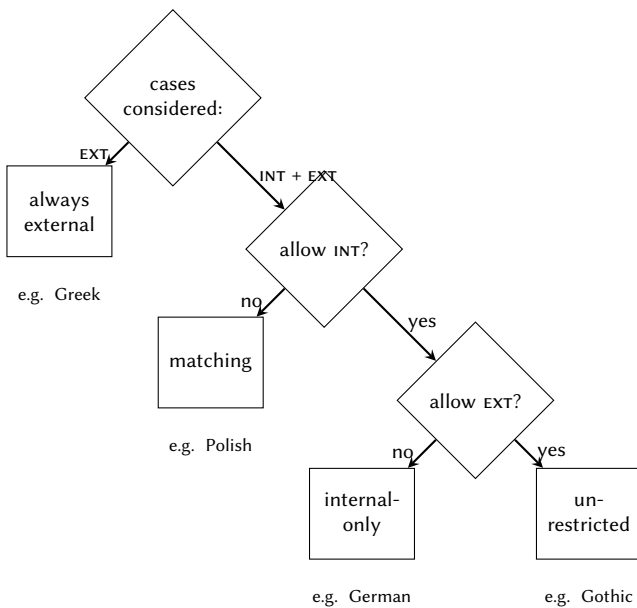 cases
considered:
EXT
INT + EXT
always
external
allow INT?
e.g. Greek
no
yes
matching
allow EXT?
e.g. Polish
no
yes
internal-
only
un-
restricted
e.g. German
e.g. Gothic